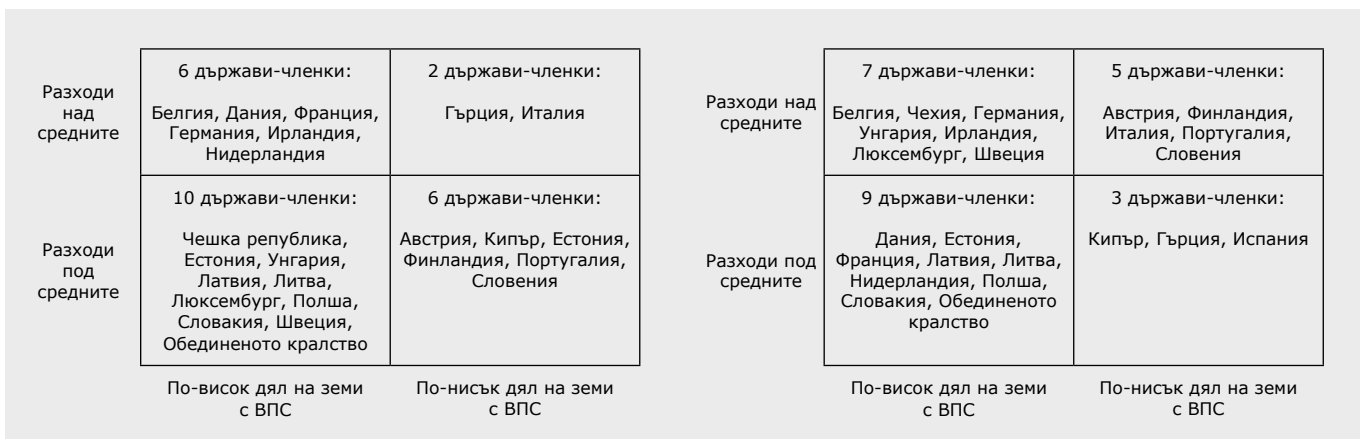 Разходи
над
средните
6 държави-членки:
Белгия, Дания, Франция,
Германия, Ирландия,
Нидерландия
2 държави-членки:
Гърция, Италия
Разходи
под
средните
10 държави-членки:
Чешка република,
Естония, Унгария,
Латвия, Литва,
Люксембург, Полша,
Словакия, Швеция,
Обединеното кралство
6 държави-членки:
Австрия, Кипър, Естония,
Финландия, Португалия,
Словения
По-висок дял на земи
с ВПС
По-нисък дял на земи
с ВПС
Разходи над
средните
7 държави-членки:
Белгия, Чехия, Германия,
Унгария, Ирландия,
Люксембург, Швеция
5 държави-членки:
Австрия, Финландия,
Италия, Португалия,
Словения
Разходи под
средните
9 държави-членки:
Дания, Естония,
Франция, Латвия, Литва,
Нидерландия, Полша,
Словакия, Обединеното
кралство
3 държави-членки:
Кипър, Гърция, Испания
По-висок дял на земи
с ВПС
По-нисък дял на земи
с ВПС